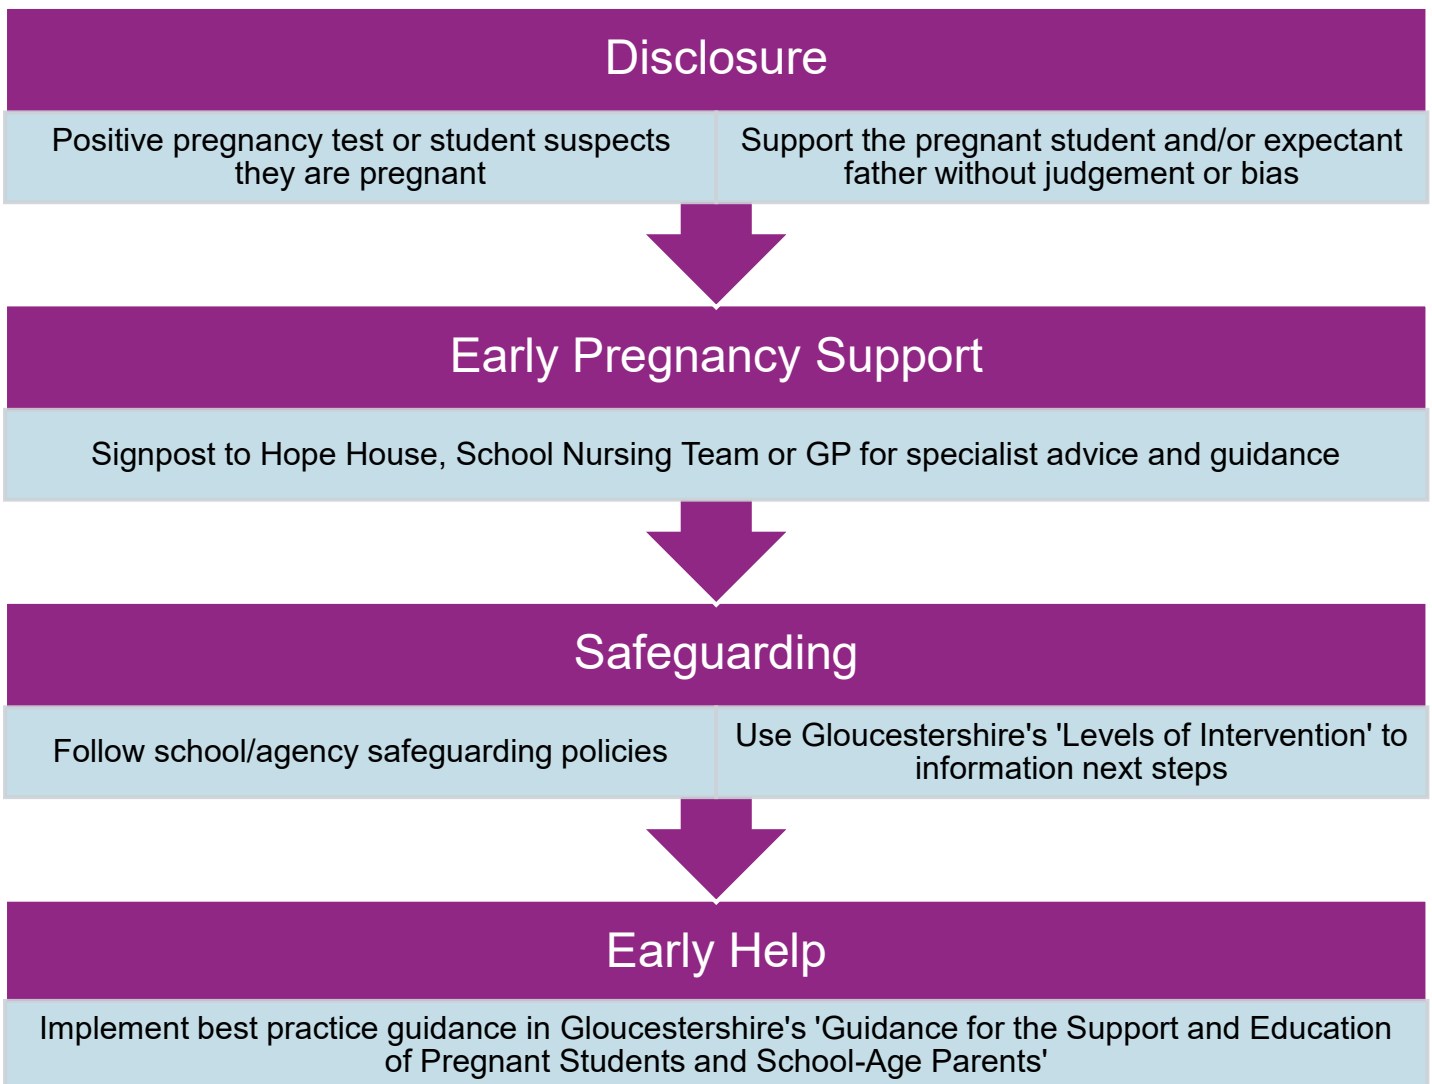 Disclosure
Positive pregnancy test or student suspects
they are pregnant
Support the pregnant student and/or expectant
father without judgement or bias
Early Pregnancy Support
Signpost to Hope House, School Nursing Team or GP for specialist advice and guidance
Safeguarding
Follow school/agency safeguarding policies
Use Gloucestershire's 'Levels of Intervention' to
information next steps
Early Help
Implement best practice guidance in Gloucestershire's 'Guidance for the Support and Education
of Pregnant Students and School-Age Parents'